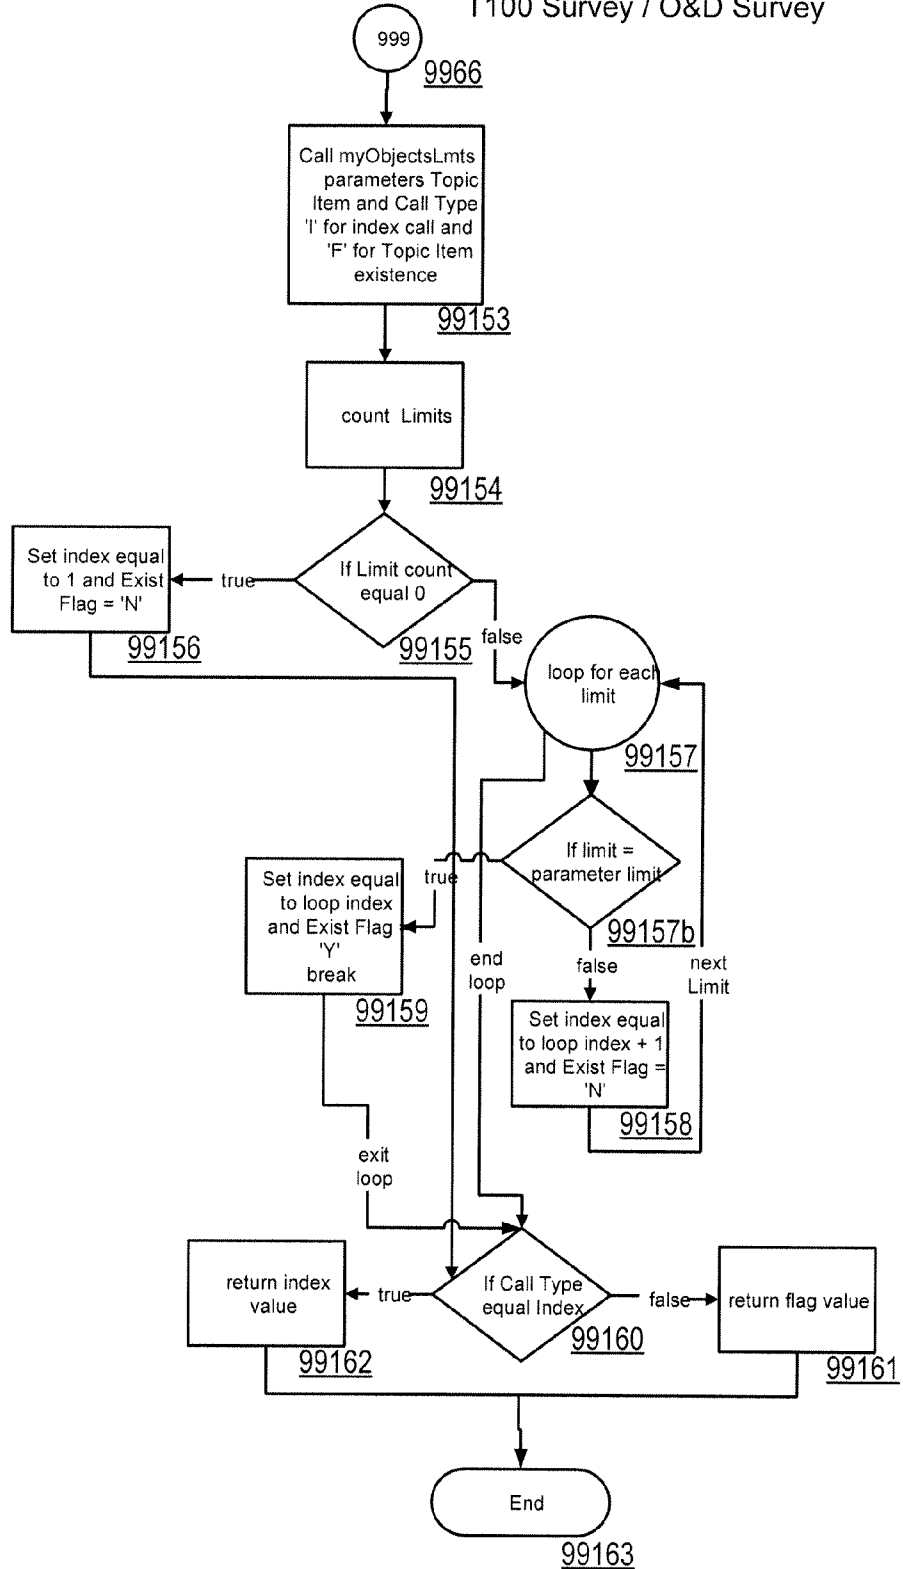 T100 Survey / O&D Survey
999
9966
Call myObjectsLmts
parameters Topic
Item and Call Type
'I' for index call and
'F' for Topic Item
existence
99153
count Limits
99154
If Limit count
equal 0
99155
true
Set index equal
to 1 and Exist
Flag = 'N'
99156
false
loop for each
limit
99157
If limit =
parameter limit
99157b
true
Set index equal
to loop index
and Exist Flag
'Y'
break
99159
end
loop
false
next
Limit
Set index equal
to loop index + 1
and Exist Flag =
'N'
99158
exit
loop
If Call Type
equal Index
99160
true
return index
value
99162
false
return flag value
99161
End
99163